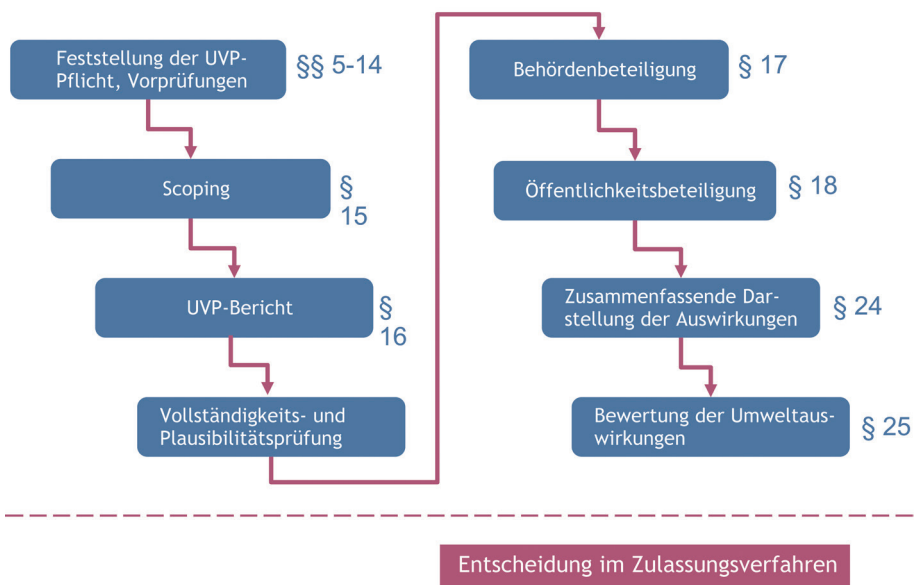 Feststellung der UVP-
Pflicht, Vorprüfungen
§§ 5-14
Scoping
§
15
UVP-Bericht
§
16
Vollständigkeits- und
Plausibilitätsprüfung
Behördenbeteiligung
§ 17
Öffentlichkeitsbeteiligung
§ 18
Zusammenfassende Dar-
stellung der Auswirkungen
§ 24
Bewertung der Umweltaus-
wirkungen
§ 25
Entscheidung im Zulassungsverfahren